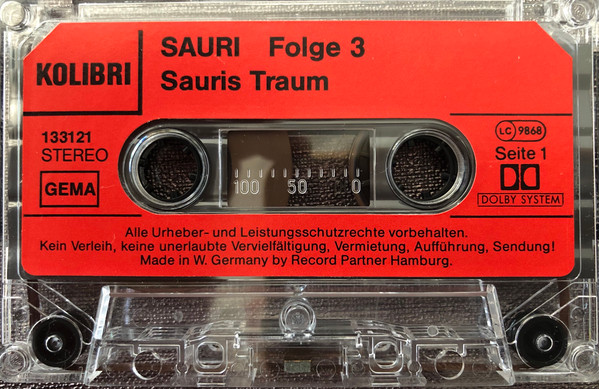 KOLIBRI
SAURI Folge 3
Sauris Traum
133121
STEREO
GEMA
100 50 0
LC 9868
Seite 1
DOLBY SYSTEM
Alle Urheber- und Leistungsschutzrechte vorbehalten.
Kein Verleih, keine unerlaubte Vervielfältigung, Vermietung, Aufführung, Sendung!
Made in W. Germany by Record Partner Hamburg.